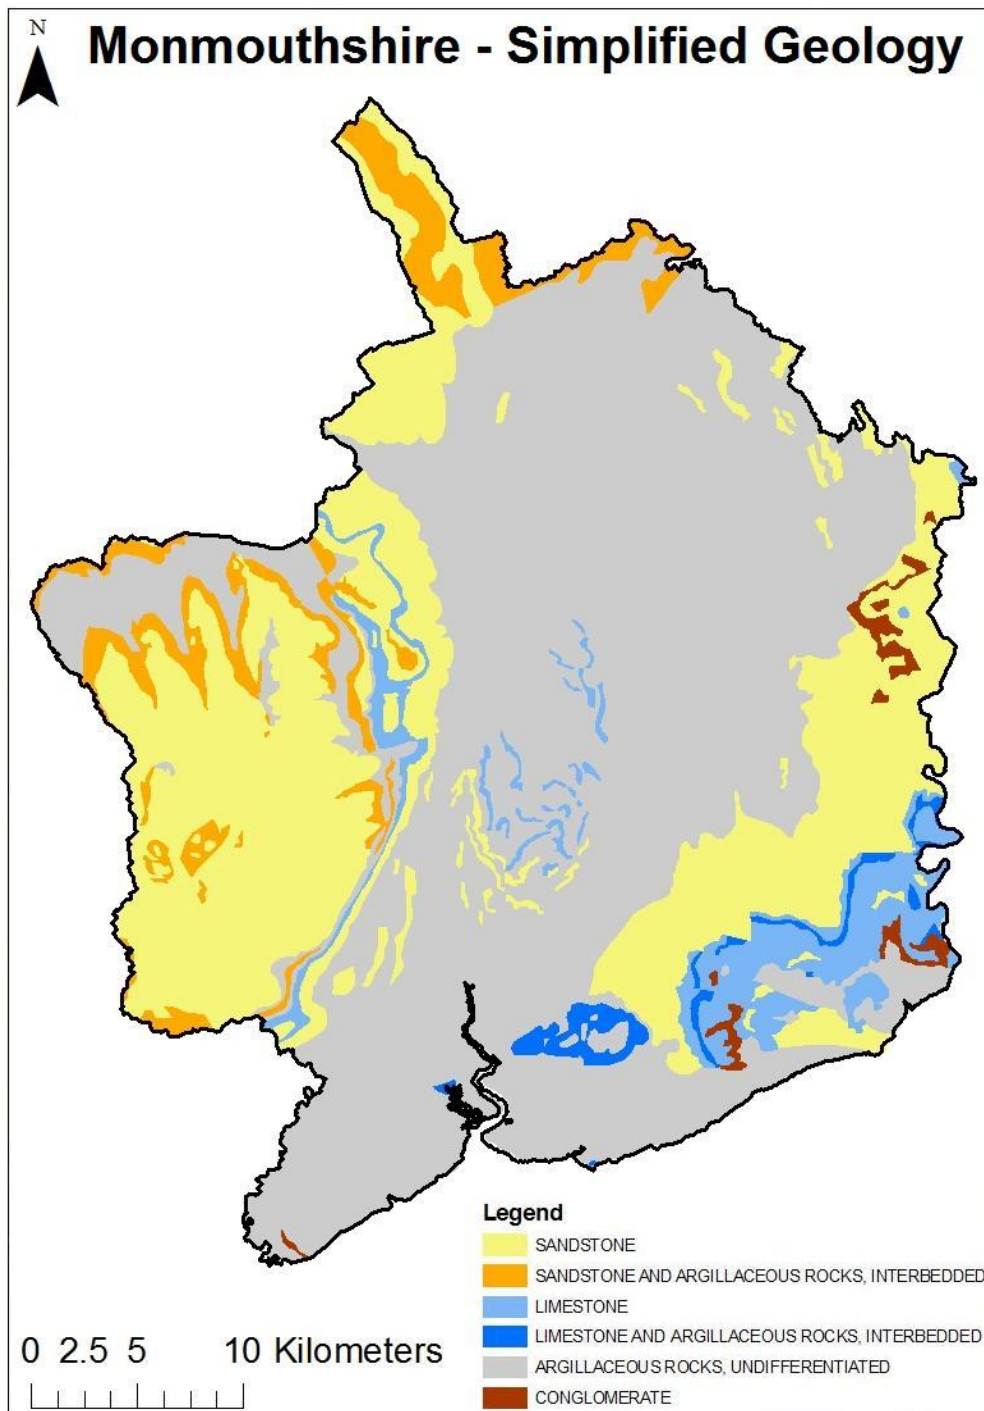 N
Monmouthshire - Simplified Geology
Legend
SANDSTONE
SANDSTONE AND ARGILLACEOUS ROCKS, INTERBEDDED
LIMESTONE
LIMESTONE AND ARGILLACEOUS ROCKS, INTERBEDDED
ARGILLACEOUS ROCKS, UNDIFFERENTIATED
CONGLOMERATE
0 2.5 5 10 Kilometers